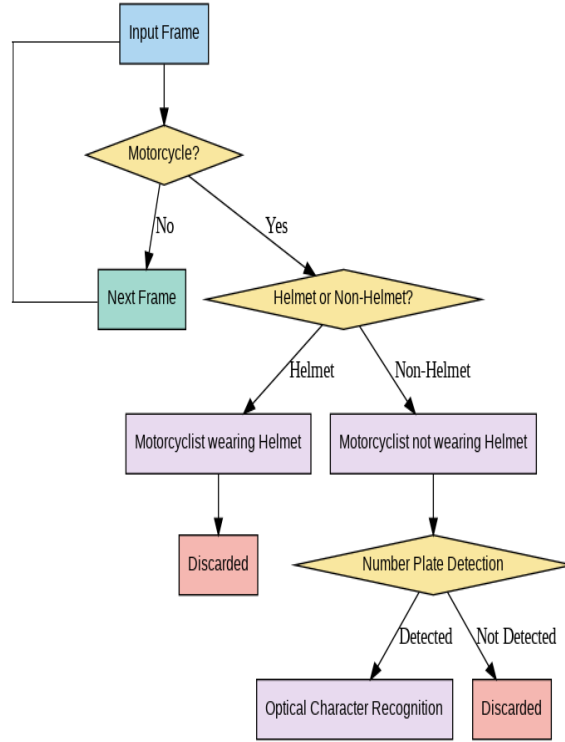 Input Frame
Motorcycle?
No
Yes
Next Frame
Helmet or Non-Helmet?
Helmet
Non-Helmet
Motorcyclist wearing Helmet
Motorcyclist not wearing Helmet
Discarded
Number Plate Detection
Detected
Not Detected
Optical Character Recognition
Discarded